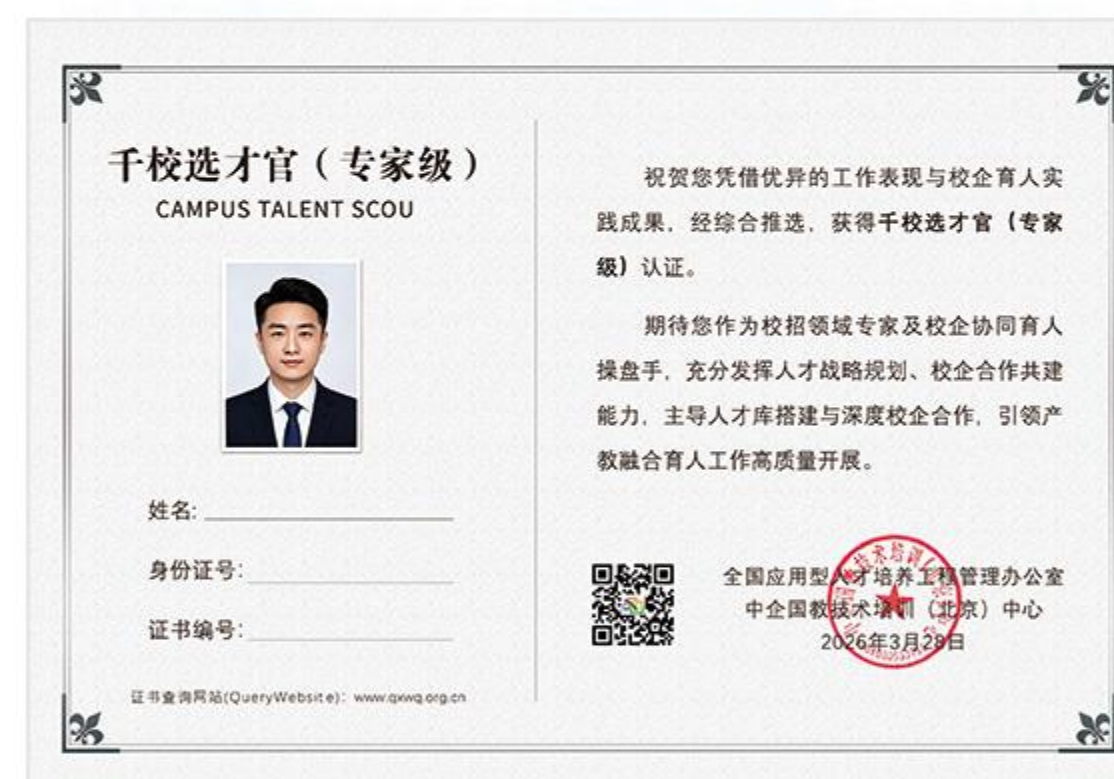 千校选才官（专家级）
CAMPUS TALENT SCOU
姓名:
身份证号:
证书编号:
证书查询网站(QueryWebsite): www.qxwq.org.cn
祝贺您凭借优异的工作表现与校企育人实
践成果，经综合推选，获得千校选才官（专家
级）认证。
期待您作为校招领域专家及校企协同育人
操盘手，充分发挥人才战略规划、校企合作共建
能力，主导人才库搭建与深度校企合作，引领产
教融合育人工作高质量开展。
全国应用型人才培养工程管理办公室
中企国教技术培训（北京）中心
2026年3月28日